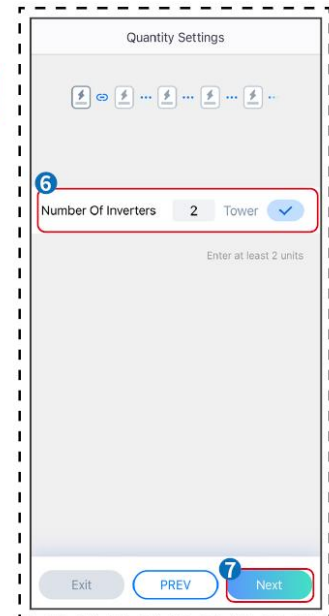 Quantity Settings
6
Number Of Inverters 2 Tower
Enter at least 2 units
7
Exit PREV Next